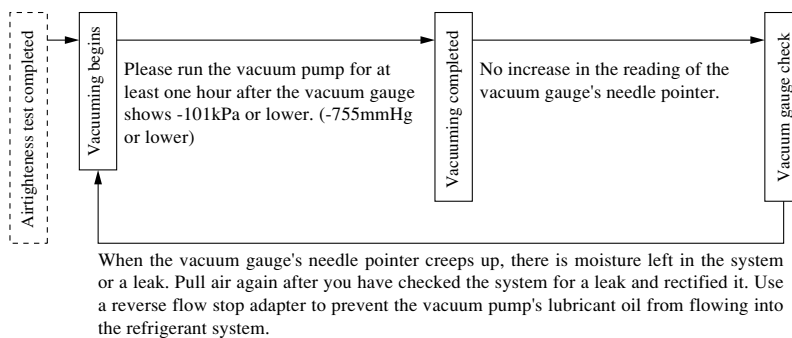 Airtighteness test completed
Vacuuming begins
Please run the vacuum pump for at
least one hour after the vacuum gauge
shows -101kPa or lower. (-755mmHg
or lower)
Vacuuming completed
No increase in the reading of the
vacuum gauge's needle pointer.
Vacuum gauge check
When the vacuum gauge's needle pointer creeps up, there is moisture left in the system
or a leak. Pull air again after you have checked the system for a leak and rectified it. Use
a reverse flow stop adapter to prevent the vacuum pump's lubricant oil from flowing into
the refrigerant system.